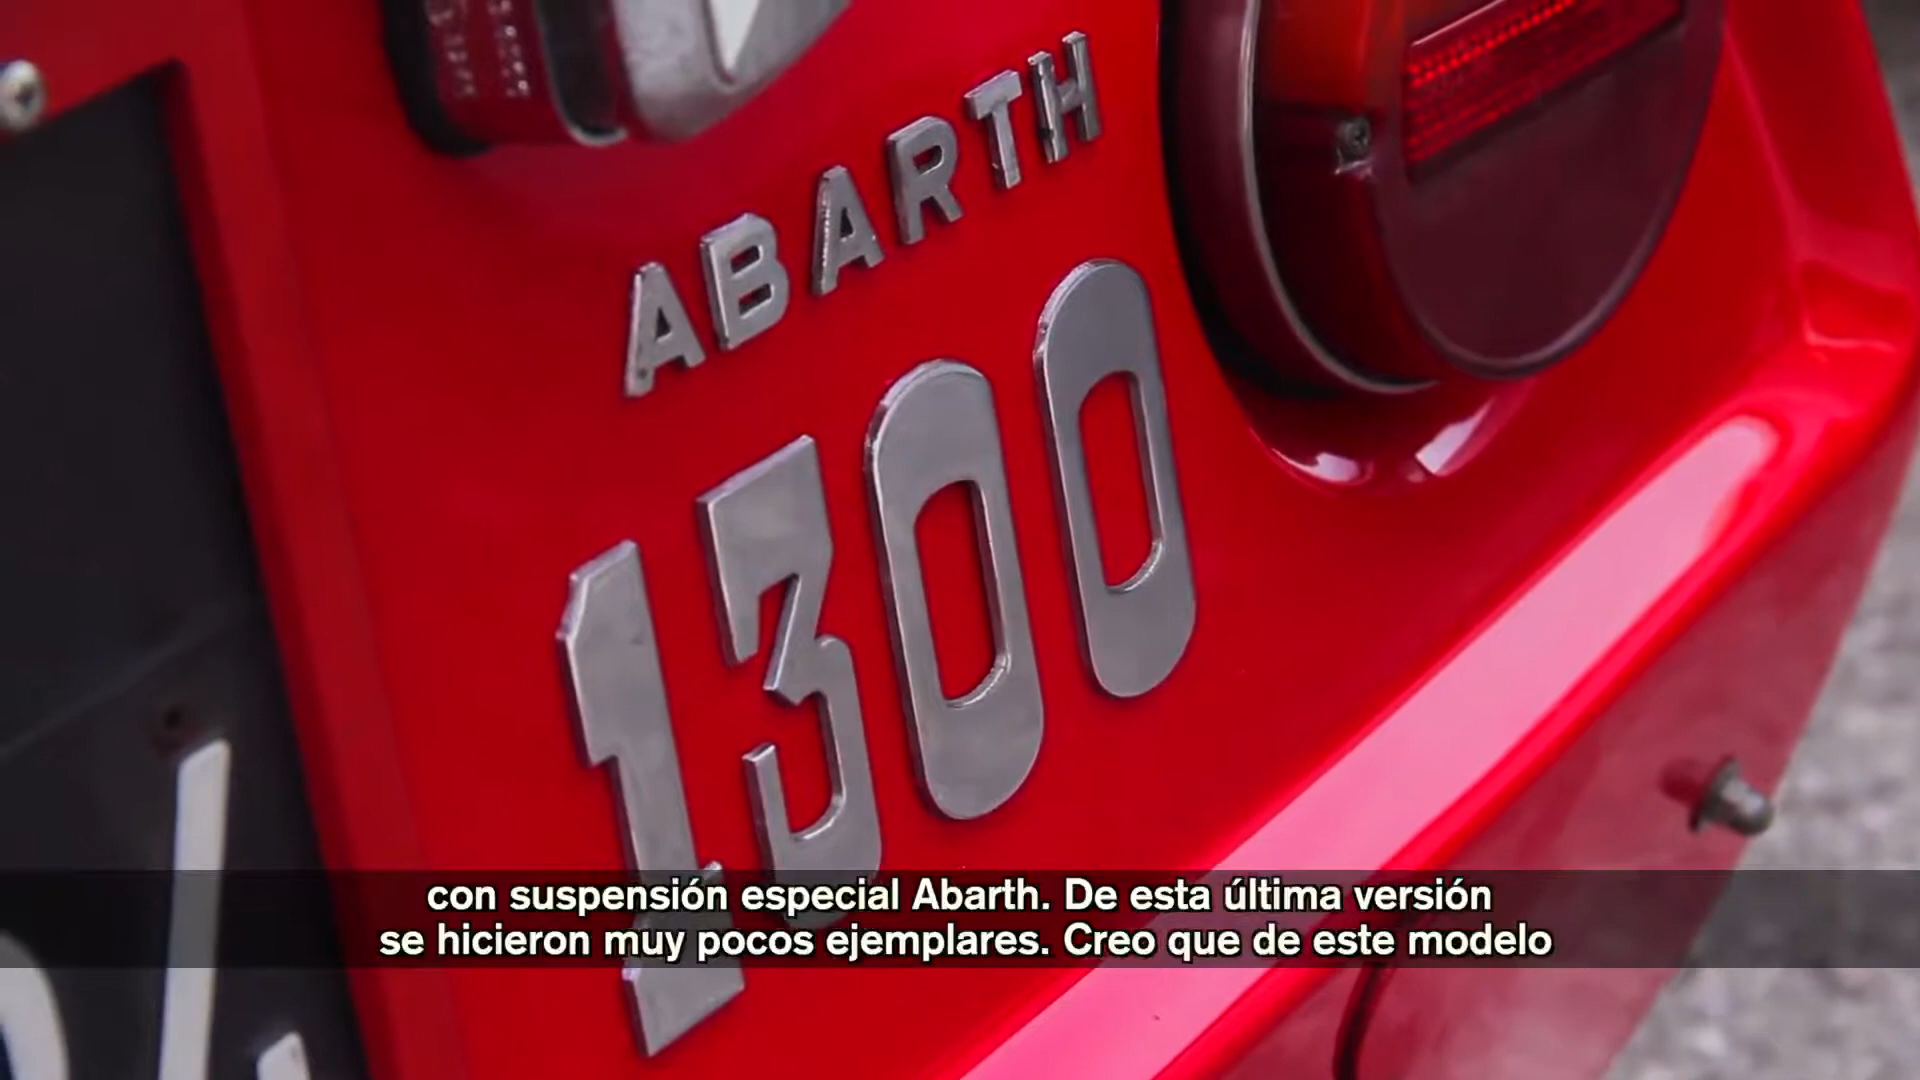 ABARTH
1300
con suspensión especial Abarth. De esta última versión
se hicieron muy pocos ejemplares. Creo que de este modelo